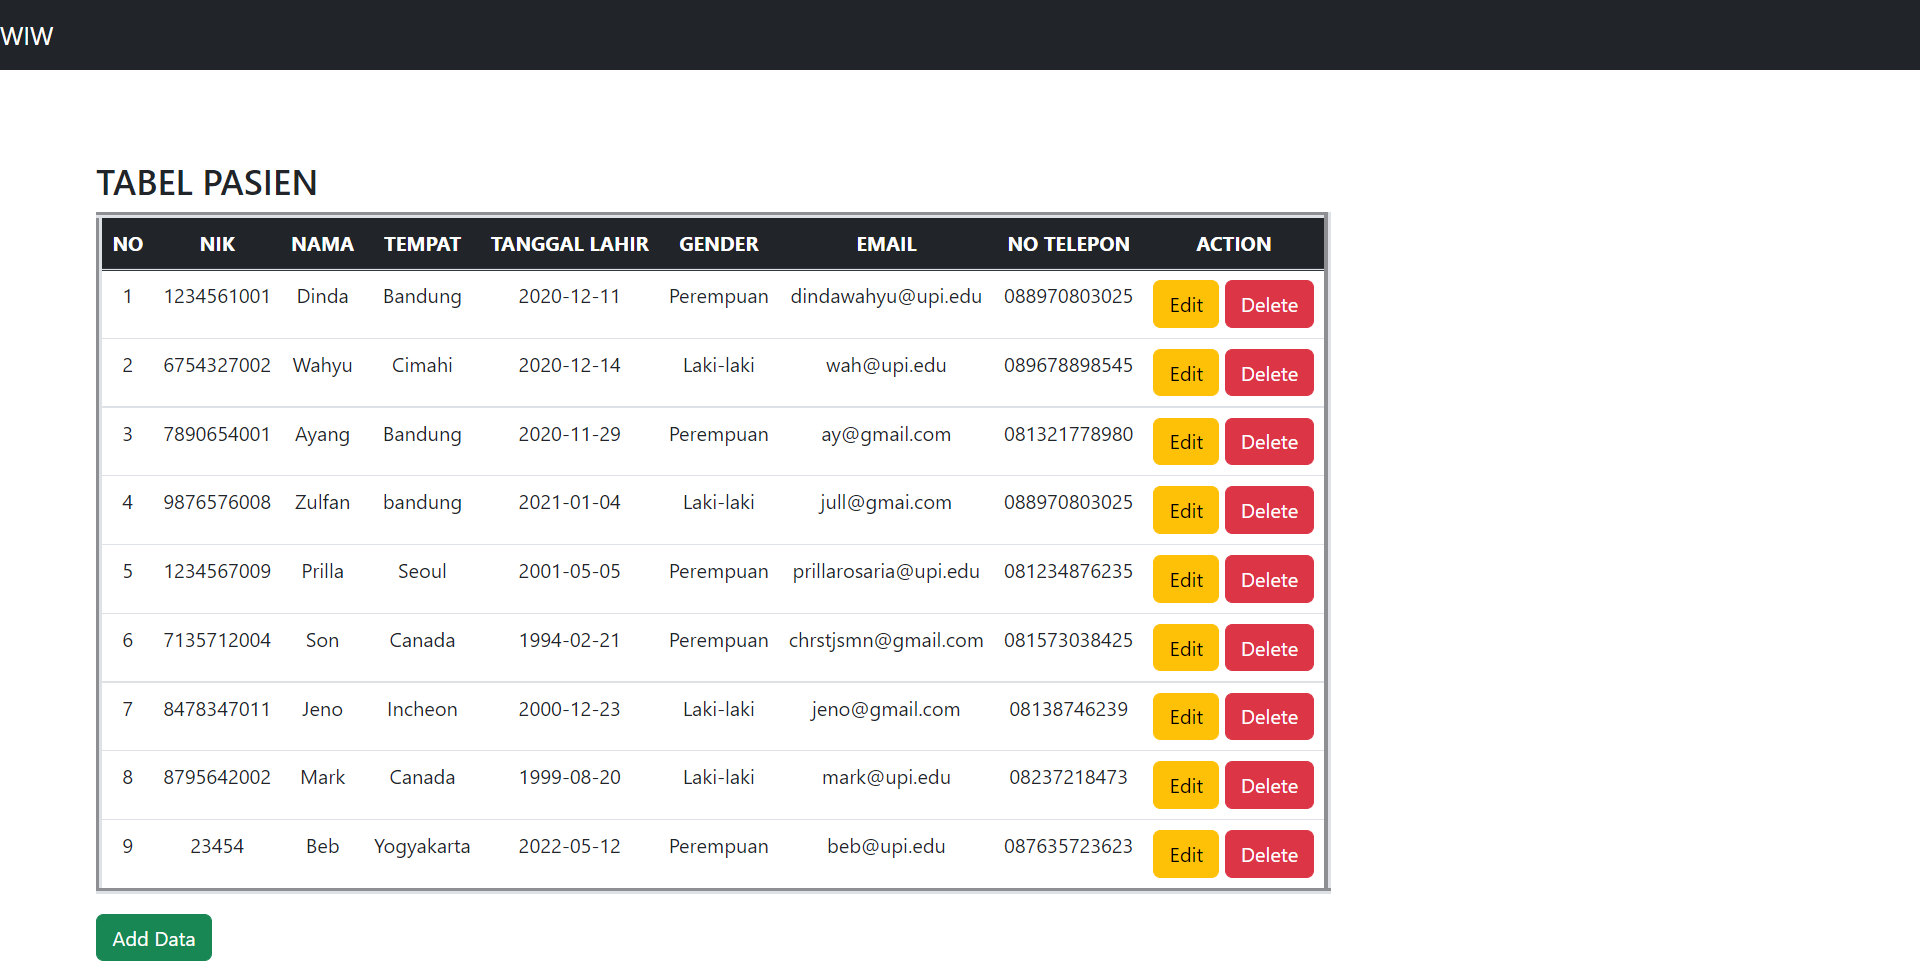 WIW
TABEL PASIEN
NO NIK NAMA TEMPAT TANGGAL LAHIR GENDER EMAIL NO TELEPON ACTION
1 1234561001 Dinda Bandung 2020-12-11 Perempuan dindawahyu@upi.edu 088970803025 Edit Delete
2 6754327002 Wahyu Cimahi 2020-12-14 Laki-laki wah@upi.edu 089678898545 Edit Delete
3 7890654001 Ayang Bandung 2020-11-29 Perempuan ay@gmail.com 081321778980 Edit Delete
4 9876576008 Zulfan bandung 2021-01-04 Laki-laki jull@gmai.com 088970803025 Edit Delete
5 1234567009 Prilla Seoul 2001-05-05 Perempuan prillarosaria@upi.edu 081234876235 Edit Delete
6 7135712004 Son Canada 1994-02-21 Perempuan chrstjsmn@gmail.com 081573038425 Edit Delete
7 8478347011 Jeno Incheon 2000-12-23 Laki-laki jeno@gmail.com 08138746239 Edit Delete
8 8795642002 Mark Canada 1999-08-20 Laki-laki mark@upi.edu 08237218473 Edit Delete
9 23454 Beb Yogyakarta 2022-05-12 Perempuan beb@upi.edu 087635723623 Edit Delete
Add Data